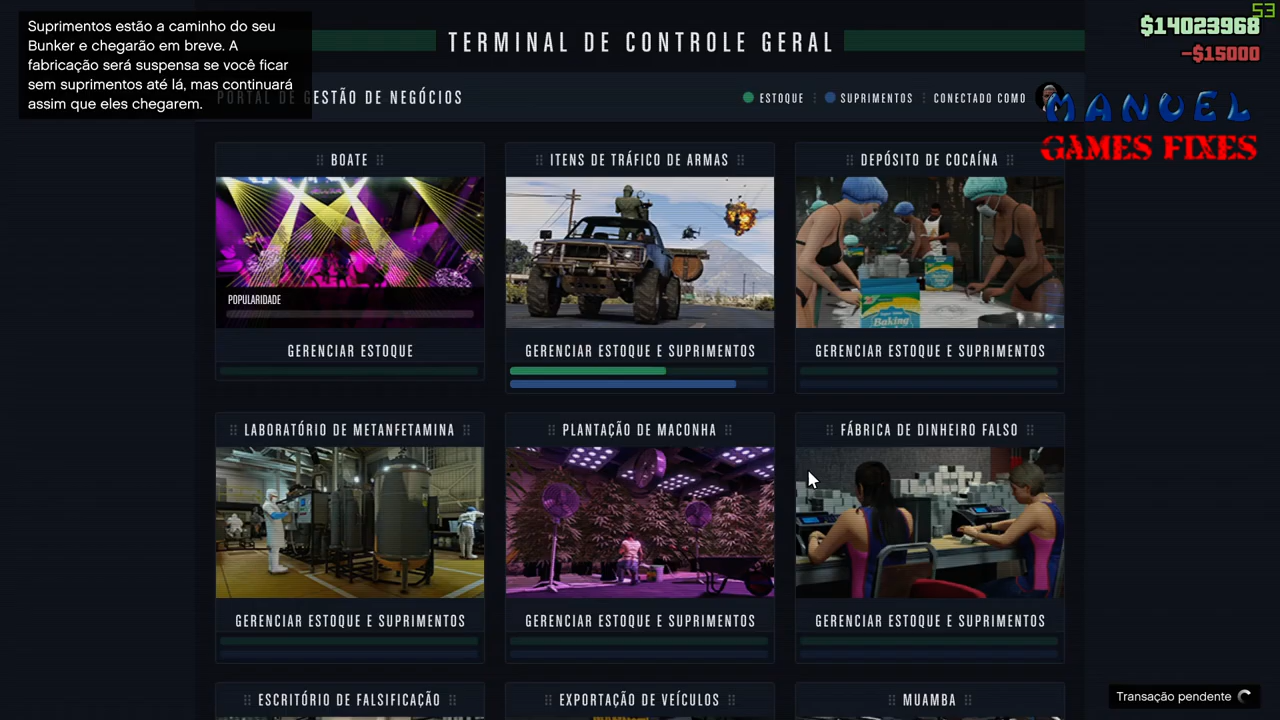 Suprimentos estão a caminho do seu
Bunker e chegarão em breve. A
fabricação será suspensa se você ficar
sem suprimentos até lá, mas continuará
assim que eles chegarem.
TERMINAL DE CONTROLE GERAL
53
$14023968
-$15000
PORTAL DE GESTÃO DE NEGÓCIOS
ESTOQUE
SUPRIMENTOS
CONECTADO COMO
MANUEL
GAMES FIXES
BOATE
ITENS DE TRÁFICO DE ARMAS
DEPÓSITO DE COCAÍNA
POPULARIDADE
Baking
GERENCIAR ESTOQUE
GERENCIAR ESTOQUE E SUPRIMENTOS
GERENCIAR ESTOQUE E SUPRIMENTOS
LABORATÓRIO DE METANFETAMINA
PLANTAÇÃO DE MACONHA
FÁBRICA DE DINHEIRO FALSO
GERENCIAR ESTOQUE E SUPRIMENTOS
GERENCIAR ESTOQUE E SUPRIMENTOS
GERENCIAR ESTOQUE E SUPRIMENTOS
ESCRITÓRIO DE FALSIFICAÇÃO
EXPORTAÇÃO DE VEÍCULOS
MUAMBA
Transação pendente